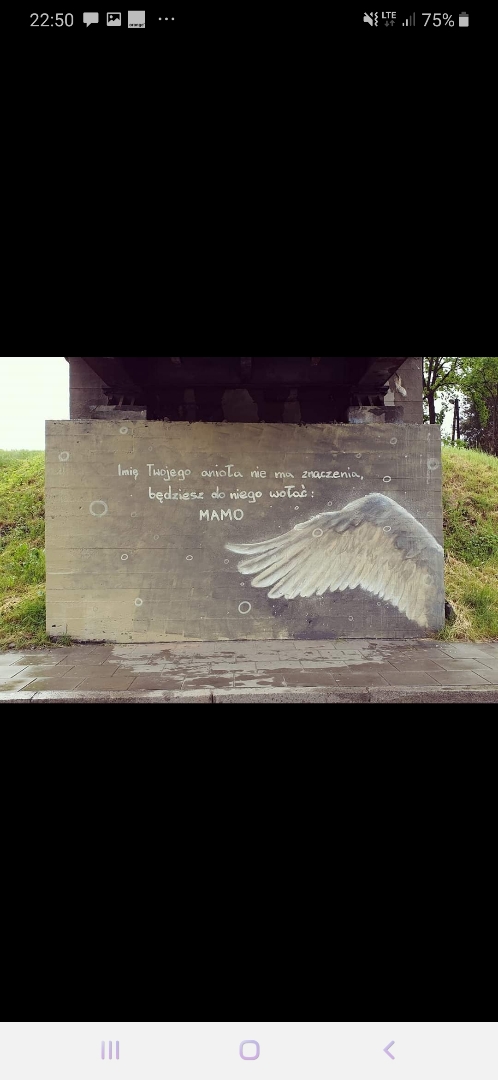 22:50
LTE
75%
Imię Twojego anioła nie ma znaczenia,
będziesz do niego wołać:
MAMO